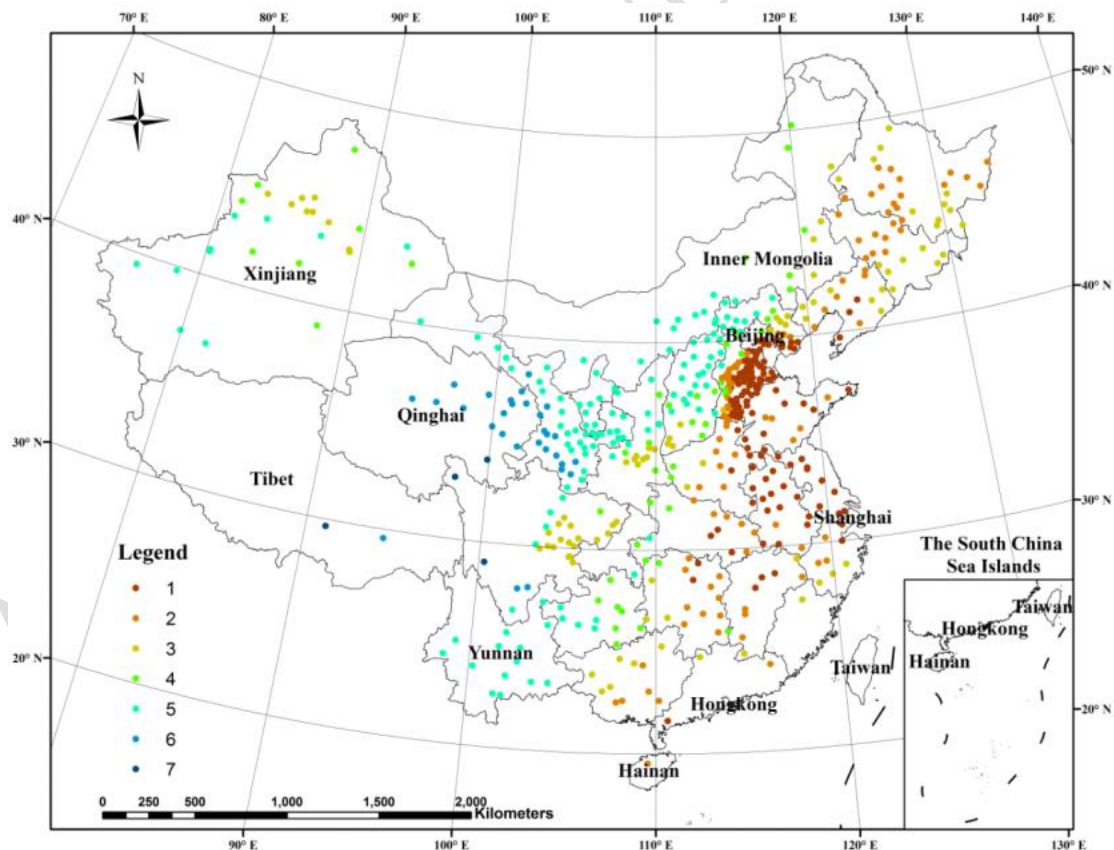 70° E 80° E 90° E 100° E 110° E 120° E 130° E 140° E
N
50° N
40° N
Xinjiang
Inner Mongolia
40° N
Beijing
Qinghai
30° N
Tibet
30° N
Shanghai
Legend
The South China
Sea Islands
1
2
3
4
5
6
7
Taiwan
Hongkong
Hainan
20° N
Yunnan
Taiwan
Hongkong
20° N
Hainan
0 250 500 1,000 1,500 2,000
Kilometers
90° E 100° E 110° E 120° E 130° E